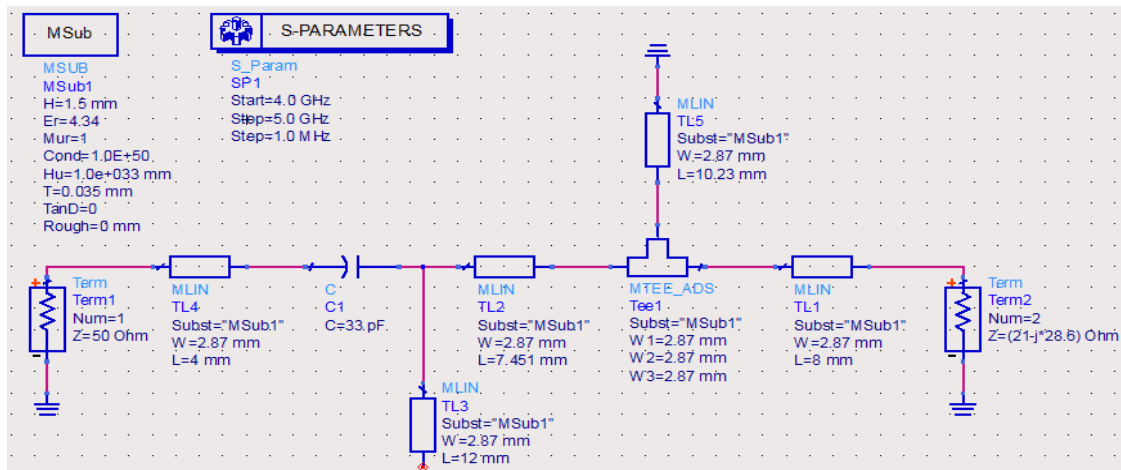 MSub
MSUB
MSub1
H=1.5 mm
Er=4.34
Mur=1
Cond=1.0E+50
Hu=1.0e+033 mm
T=0.035 mm
TanD=0
Rough=0 mm
S-PARAMETERS
S_Param
SP1
Start=4.0 GHz
Step=5.0 GHz
Step=1.0 MHz
MLIN
TL5
Subst="MSub1"
W=2.87 mm
L=10.23 mm
Term
Term1
Num=1
Z=50 Ohm
MLIN
TL4
Subst="MSub1"
W=2.87 mm
L=4 mm
C
C1
C=33 pF
MLIN
TL2
Subst="MSub1"
W=2.87 mm
L=7.451 mm
MTEE_ADS
Tee1
Subst="MSub1"
W1=2.87 mm
W2=2.87 mm
W3=2.87 mm
MLIN
TL1
Subst="MSub1"
W=2.87 mm
L=8 mm
Term
Term2
Num=2
Z=(21-j*28.6) Ohm
MLIN
TL3
Subst="MSub1"
W=2.87 mm
L=12 mm